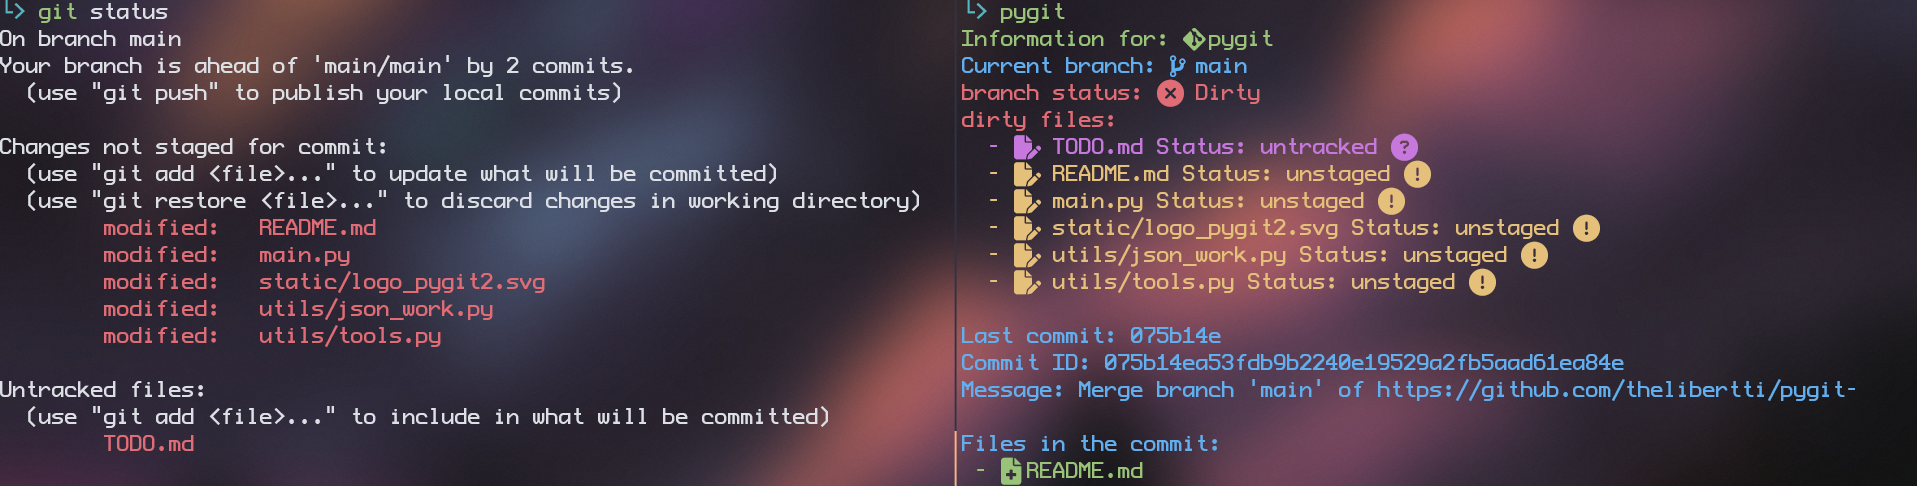 git status
On branch main
Your branch is ahead of 'main/main' by 2 commits.
(use "git push" to publish your local commits)
Changes not staged for commit:
(use "git add <file>..." to update what will be committed)
(use "git restore <file>..." to discard changes in working directory)
modified: README.md
modified: main.py
modified: static/logo_pygit2.svg
modified: utils/json_work.py
modified: utils/tools.py
Untracked files:
(use "git add <file>..." to include in what will be committed)
TODO.md
pygit
Information for: pygit
Current branch: main
branch status: Dirty
dirty files:
- TODO.md Status: untracked ?
- README.md Status: unstaged !
- main.py Status: unstaged !
- static/logo_pygit2.svg Status: unstaged !
- utils/json_work.py Status: unstaged !
- utils/tools.py Status: unstaged !
Last commit: 075b14e
Commit ID: 075b14ea53fdb9b2240e19529a2fb5aad61ea84e
Message: Merge branch 'main' of https://github.com/thelibertti/pygit-
Files in the commit:
- README.md